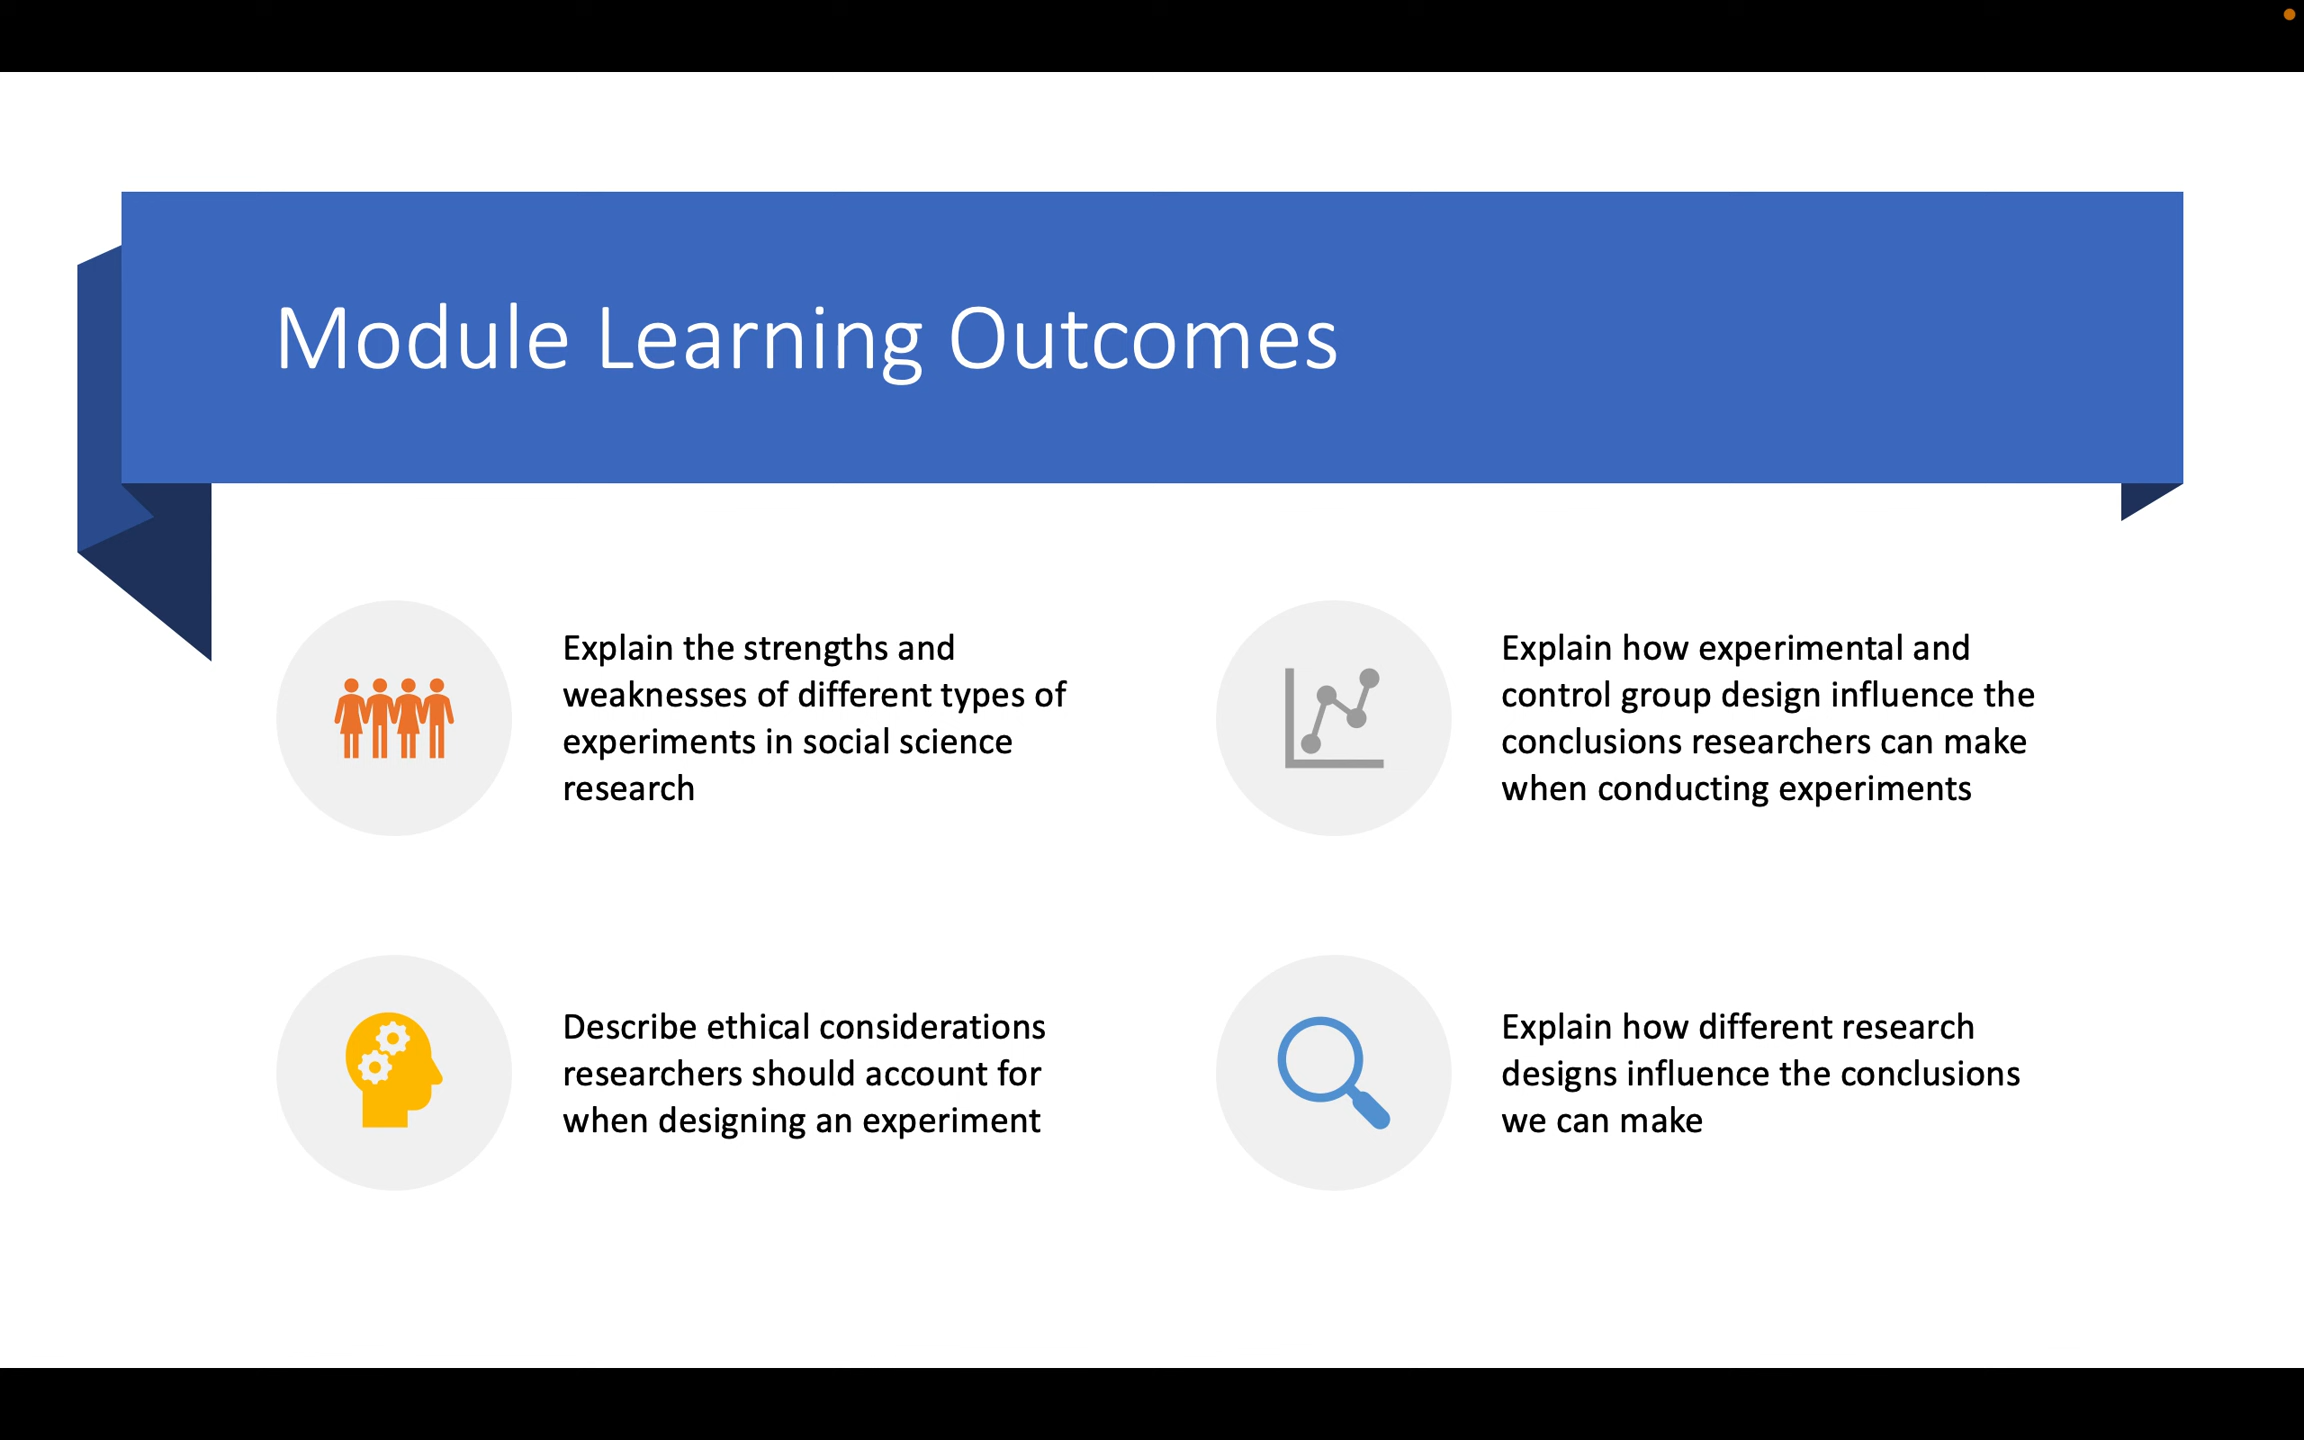 Module Learning Outcomes
Explain the strengths and
weaknesses of different types of
experiments in social science
research
Explain how experimental and
control group design influence the
conclusions researchers can make
when conducting experiments
Describe ethical considerations
researchers should account for
when designing an experiment
Explain how different research
designs influence the conclusions
we can make